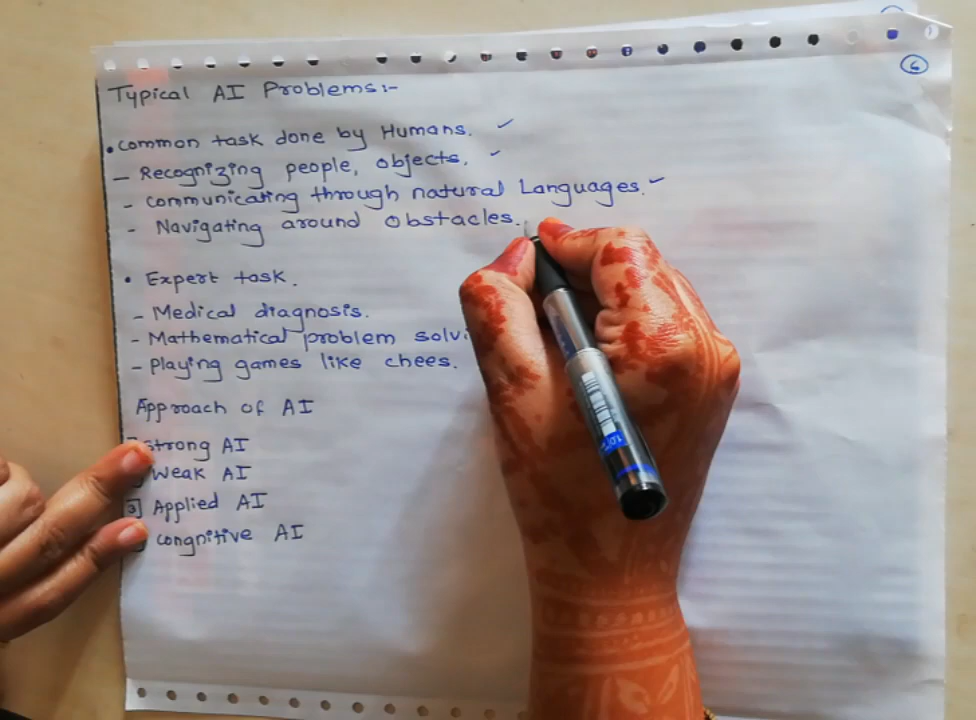 6
Typical AI Problems:-
• common task done by Humans. ✓
– Recognizing people, objects. ✓
- communicating through natural Languages. ✓
- Navigating around obstacles.
• Expert task.
- Medical diagnosis.
- Mathematical problem solvi
- Playing games like chees.
Approach of AI
strong AI
Weak AI
3] Applied AI
congnitive AI